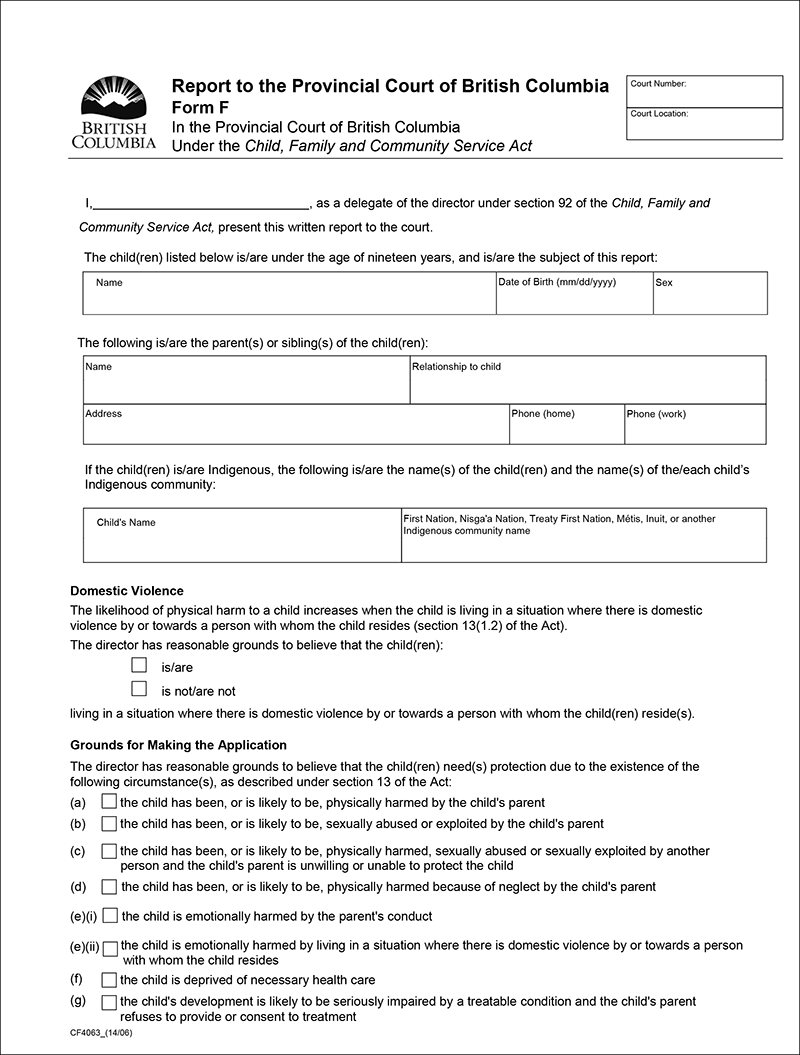 Report to the Provincial Court of British Columbia
Form F
In the Provincial Court of British Columbia
Under the Child, Family and Community Service Act
BRITISH
COLUMBIA
Court Number:
Court Location:
I,_______________________________, as a delegate of the director under section 92 of the Child, Family and
Community Service Act, present this written report to the court.
The child(ren) listed below is/are under the age of nineteen years, and is/are the subject of this report:
Name Date of Birth (mm/dd/yyyy) Sex
The following is/are the parent(s) or sibling(s) of the child(ren):
Name Relationship to child
Address Phone (home) Phone (work)
If the child(ren) is/are Indigenous, the following is/are the name(s) of the child(ren) and the name(s) of the/each child's
Indigenous community:
Child's Name
First Nation, Nisga'a Nation, Treaty First Nation, Métis, Inuit, or another
Indigenous community name
Domestic Violence
The likelihood of physical harm to a child increases when the child is living in a situation where there is domestic
violence by or towards a person with whom the child resides (section 13(1.2) of the Act).
The director has reasonable grounds to believe that the child(ren):
is/are
is not/are not
living in a situation where there is domestic violence by or towards a person with whom the child(ren) reside(s).
Grounds for Making the Application
The director has reasonable grounds to believe that the child(ren) need(s) protection due to the existence of the
following circumstance(s), as described under section 13 of the Act:
(a) the child has been, or is likely to be, physically harmed by the child's parent
(b) the child has been, or is likely to be, sexually abused or exploited by the child's parent
(c) the child has been, or is likely to be, physically harmed, sexually abused or sexually exploited by another
person and the child's parent is unwilling or unable to protect the child
(d) the child has been, or is likely to be, physically harmed because of neglect by the child's parent
(e)(i) the child is emotionally harmed by the parent's conduct
(e)(ii) the child is emotionally harmed by living in a situation where there is domestic violence by or towards a person
with whom the child resides
(f) the child is deprived of necessary health care
(g) the child's development is likely to be seriously impaired by a treatable condition and the child's parent
refuses to provide or consent to treatment
CF4063_(14/06)